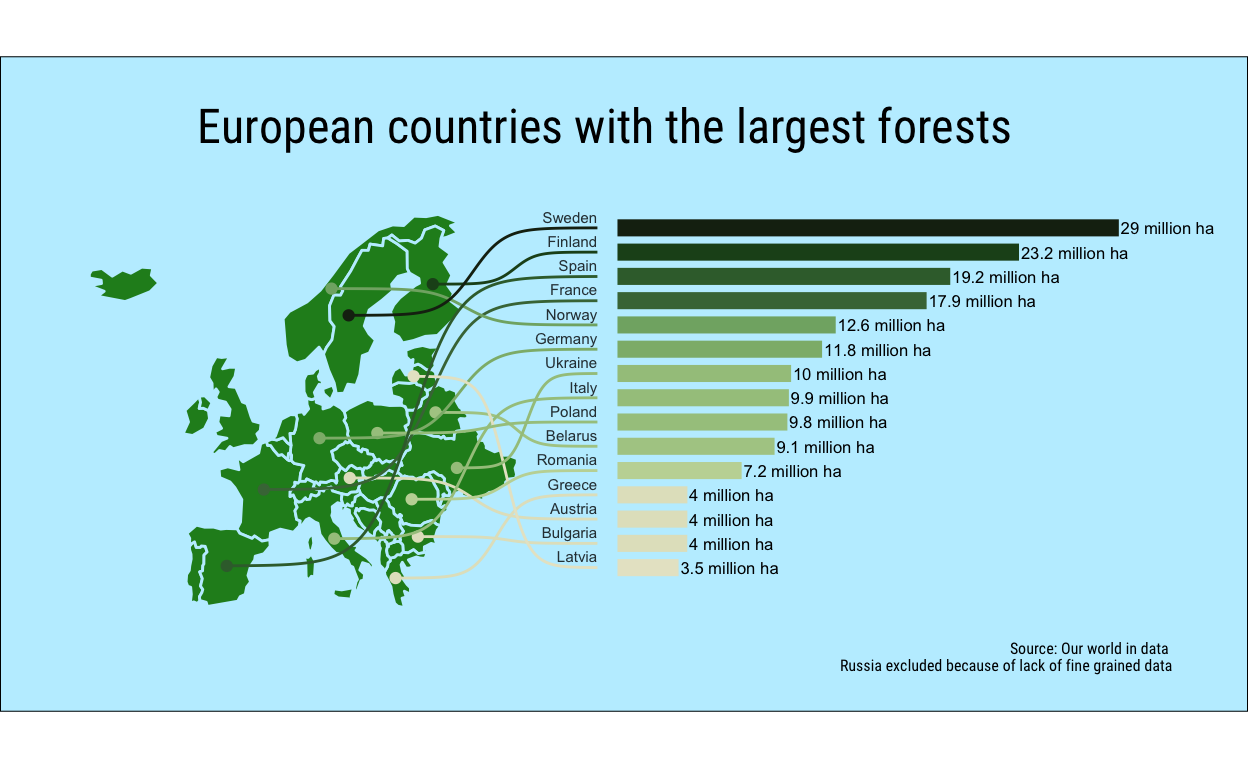 European countries with the largest forests
Sweden
29 million ha
Finland
23.2 million ha
Spain
19.2 million ha
France
17.9 million ha
Norway
12.6 million ha
Germany
11.8 million ha
Ukraine
10 million ha
Italy
9.9 million ha
Poland
9.8 million ha
Belarus
9.1 million ha
Romania
7.2 million ha
Greece
4 million ha
Austria
4 million ha
Bulgaria
4 million ha
Latvia
3.5 million ha
Source: Our world in data
Russia excluded because of lack of fine grained data